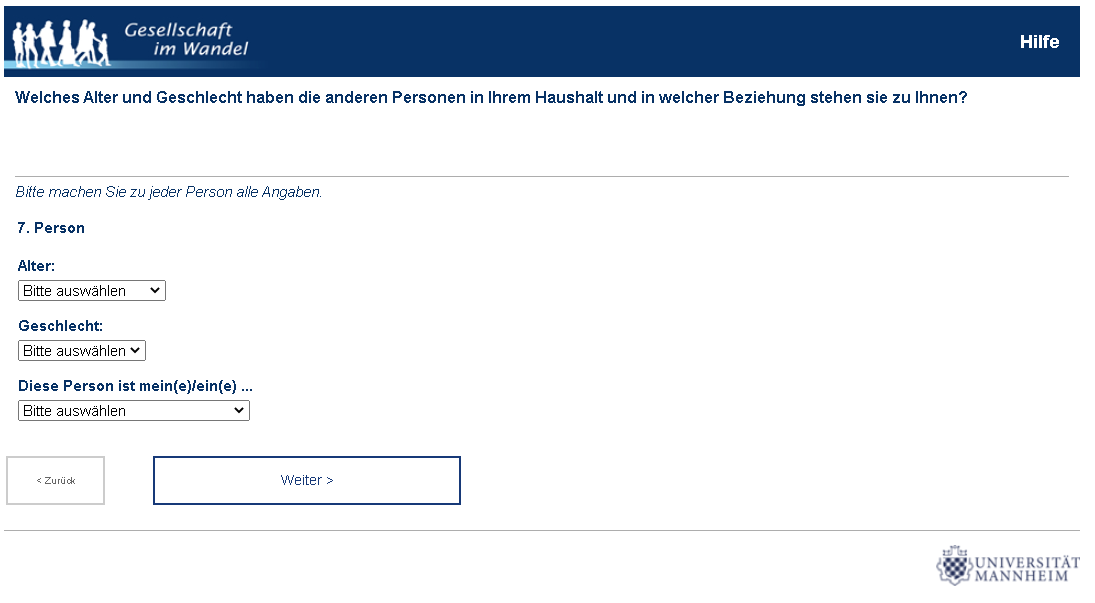 Gesellschaft
im Wandel
Hilfe
Welches Alter und Geschlecht haben die anderen Personen in Ihrem Haushalt und in welcher Beziehung stehen sie zu Ihnen?
Bitte machen Sie zu jeder Person alle Angaben.
7. Person
Alter:
Bitte auswählen
Geschlecht:
Bitte auswählen
Diese Person ist mein(e)/ein(e) ...
Bitte auswählen
< Zurück
Weiter >
UNIVERSITÄT
MANNHEIM